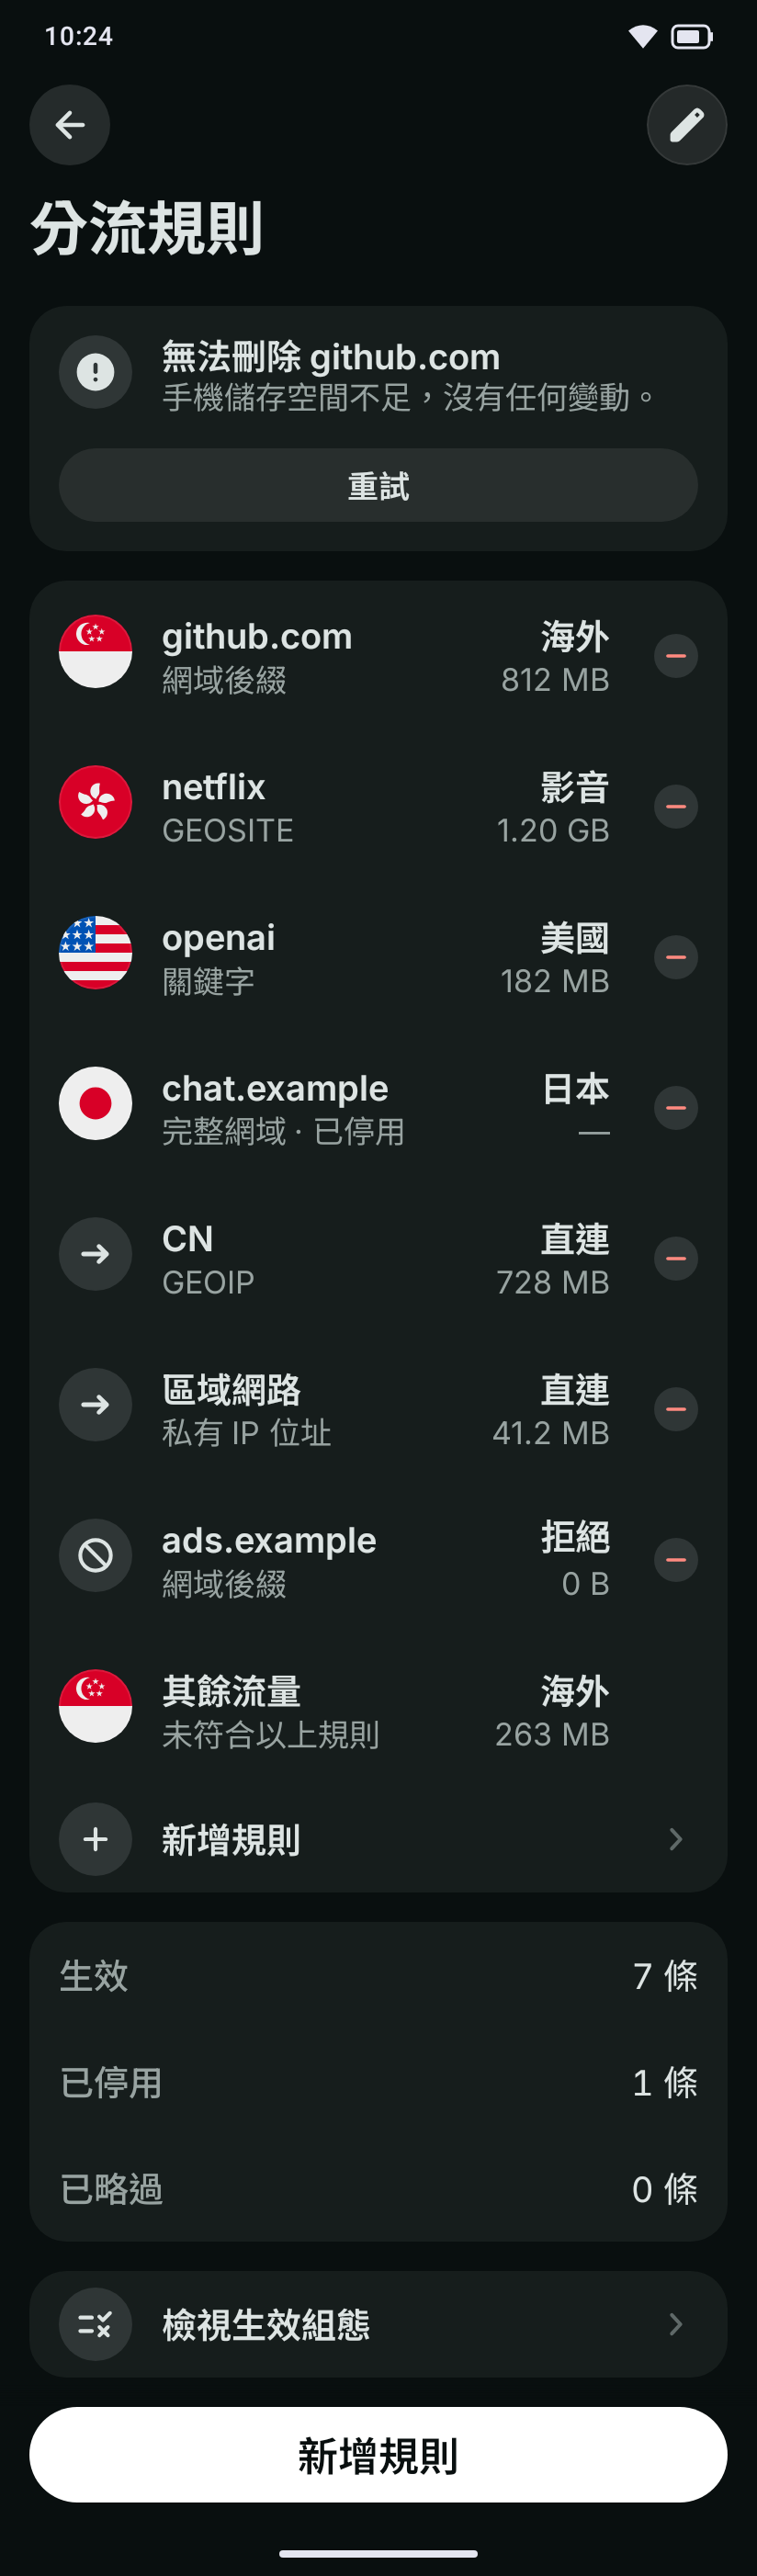 10:24
分流規則
無法刪除 github.com
手機儲存空間不足，沒有任何變動。
重試
github.com 海外
網域後綴 812 MB
netflix 影音
GEOSITE 1.20 GB
openai 美國
關鍵字 182 MB
chat.example 日本
完整網域 · 已停用 —
CN 直連
GEOIP 728 MB
區域網路 直連
私有 IP 位址 41.2 MB
ads.example 拒絕
網域後綴 0 B
其餘流量 海外
未符合以上規則 263 MB
新增規則
生效 7 條
已停用 1 條
已略過 0 條
檢視生效組態
新增規則